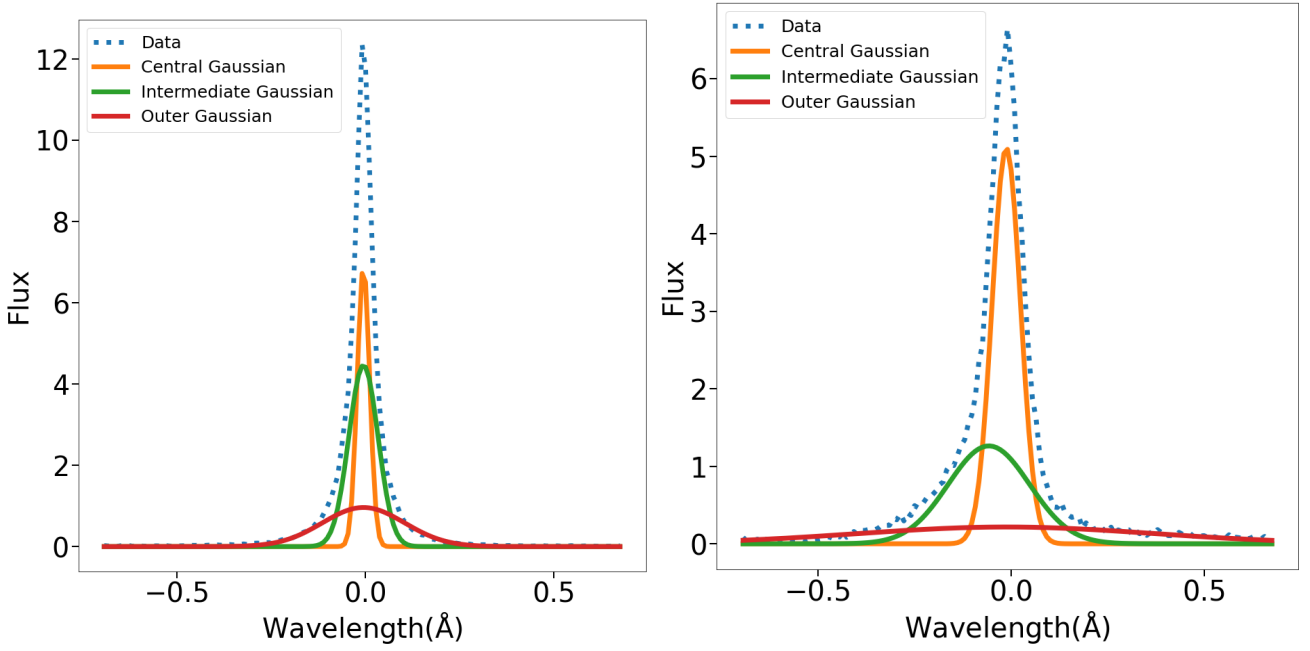 Data
Central Gaussian
Intermediate Gaussian
Outer Gaussian
12
10
8
6
4
2
0
Flux
−0.5 0.0 0.5
Wavelength(Å)
Data
Central Gaussian
Intermediate Gaussian
Outer Gaussian
6
5
4
3
2
1
0
Flux
−0.5 0.0 0.5
Wavelength(Å)